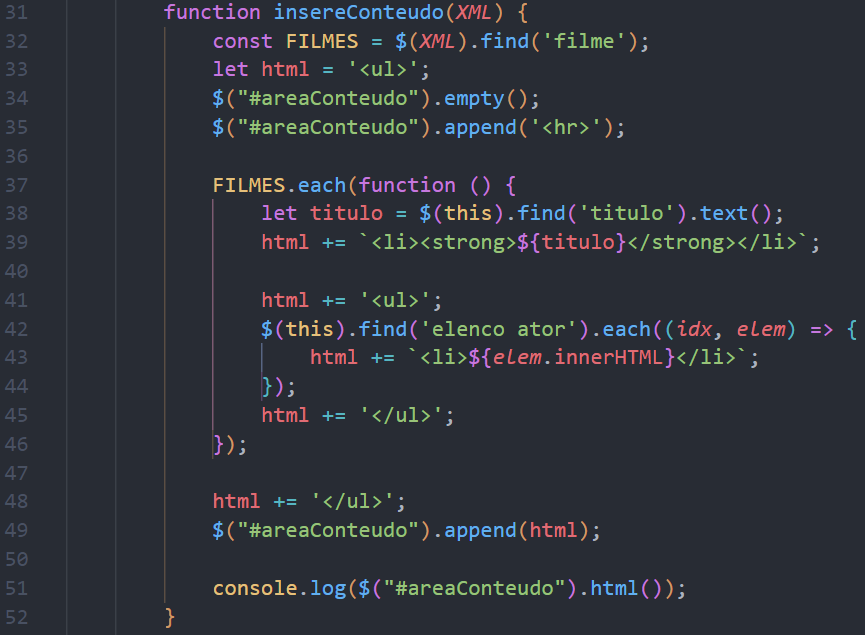 31 function insereConteudo(XML) {
32 const FILMES = $(XML).find('filme');
33 let html = '<ul>';
34 $("#areaConteudo").empty();
35 $("#areaConteudo").append('<hr>');
36
37 FILMES.each(function () {
38 let titulo = $(this).find('titulo').text();
39 html += `<li><strong>${titulo}</strong></li>`;
40
41 html += '<ul>';
42 $(this).find('elenco ator').each((idx, elem) => {
43 html += `<li>${elem.innerHTML}</li>`;
44 });
45 html += '</ul>';
46 });
47
48 html += '</ul>';
49 $("#areaConteudo").append(html);
50
51 console.log($("#areaConteudo").html());
52 }